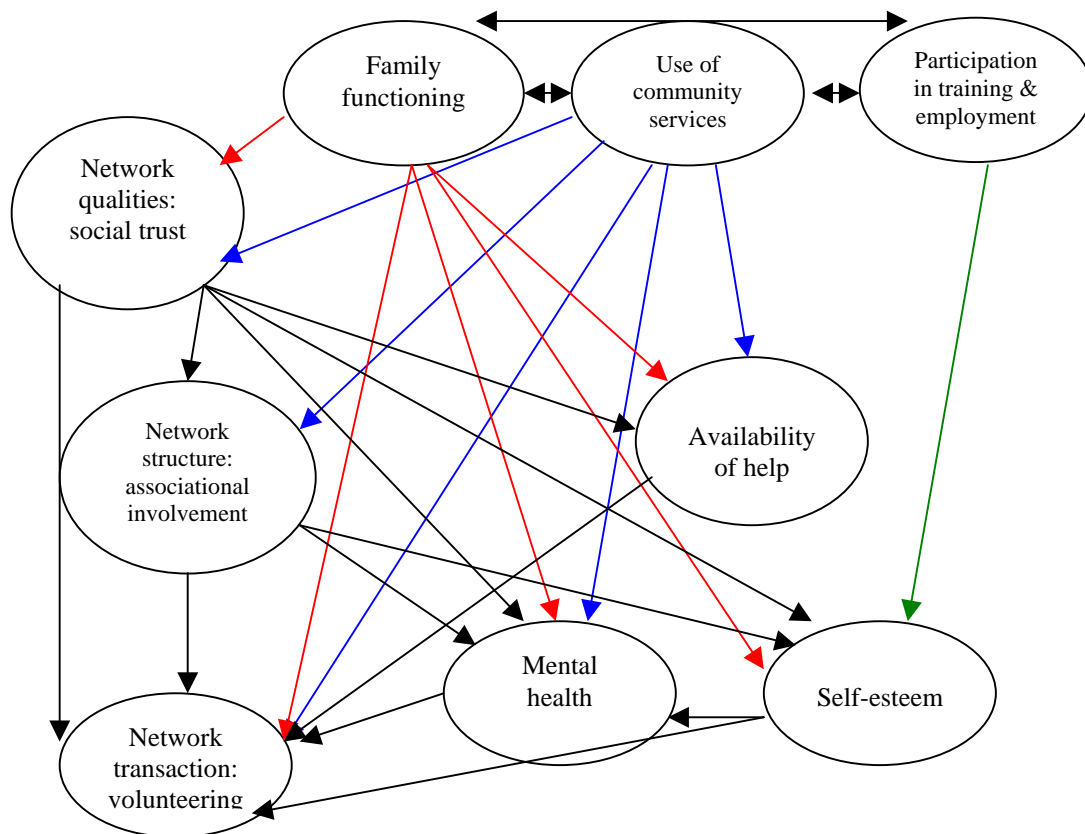 Family
functioning
Use of
community
services
Participation
in training &
employment
Network
qualities:
social trust
Network
structure:
associational
involvement
Availability
of help
Mental
health
Self-esteem
Network
transaction:
volunteering